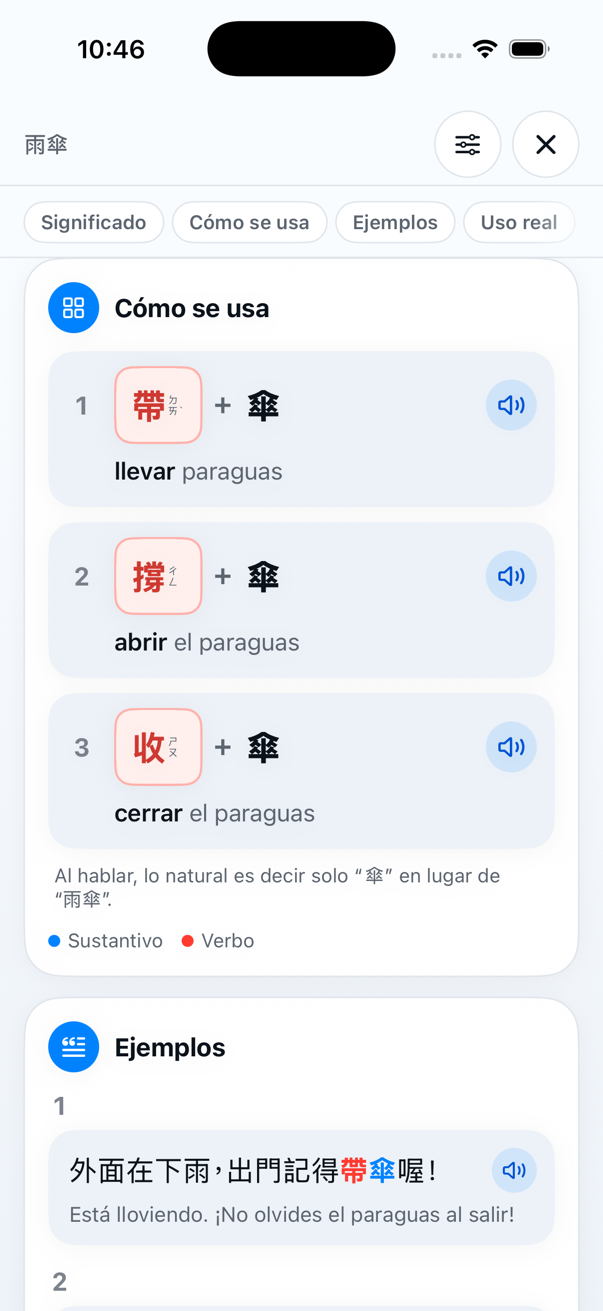 10:46
雨傘
Significado
Cómo se usa
Ejemplos
Uso real
Cómo se usa
1 帶 ㄉㄞˋ + 傘
llevar paraguas
2 撐 ㄔㄥ + 傘
abrir el paraguas
3 收 ㄕㄡ + 傘
cerrar el paraguas
Al hablar, lo natural es decir solo “傘” en lugar de
“雨傘”.
Sustantivo
Verbo
Ejemplos
1
外面在下雨，出門記得帶傘喔！
Está lloviendo. ¡No olvides el paraguas al salir!
2